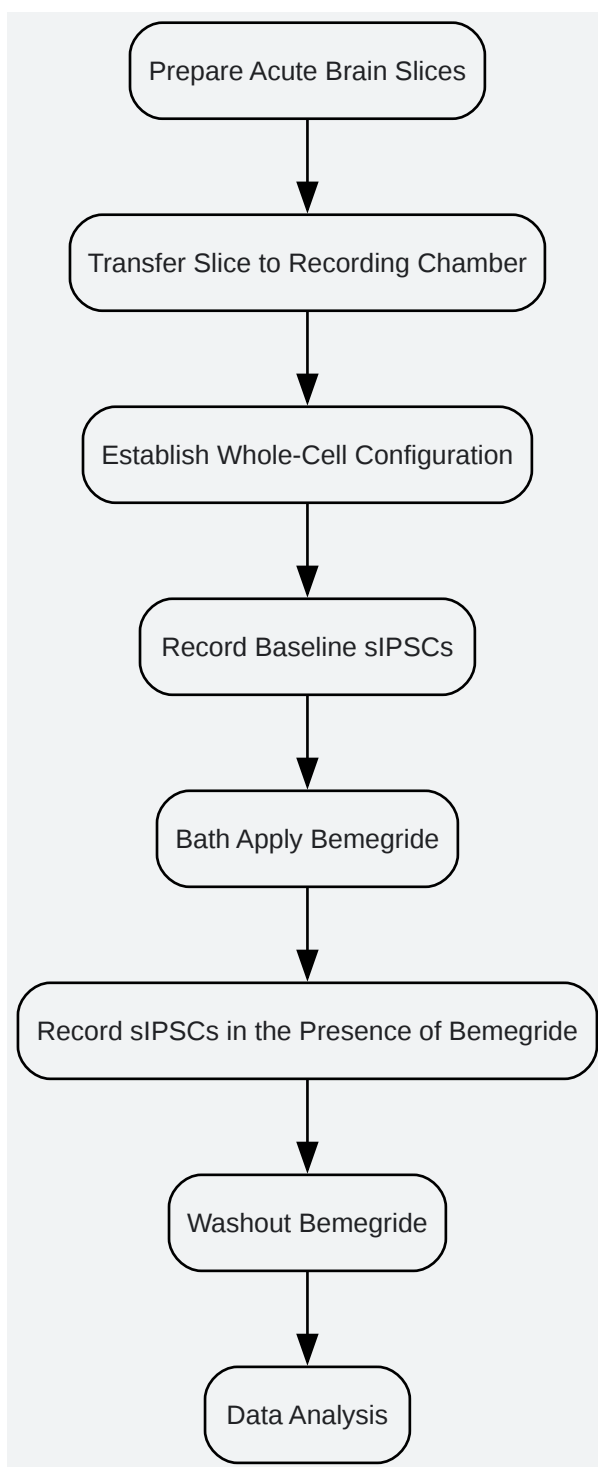 Prepare Acute Brain Slices
Transfer Slice to Recording Chamber
Establish Whole-Cell Configuration
Record Baseline sIPSCs
Bath Apply Bemegride
Record sIPSCs in the Presence of Bemegride
Washout Bemegride
Data Analysis